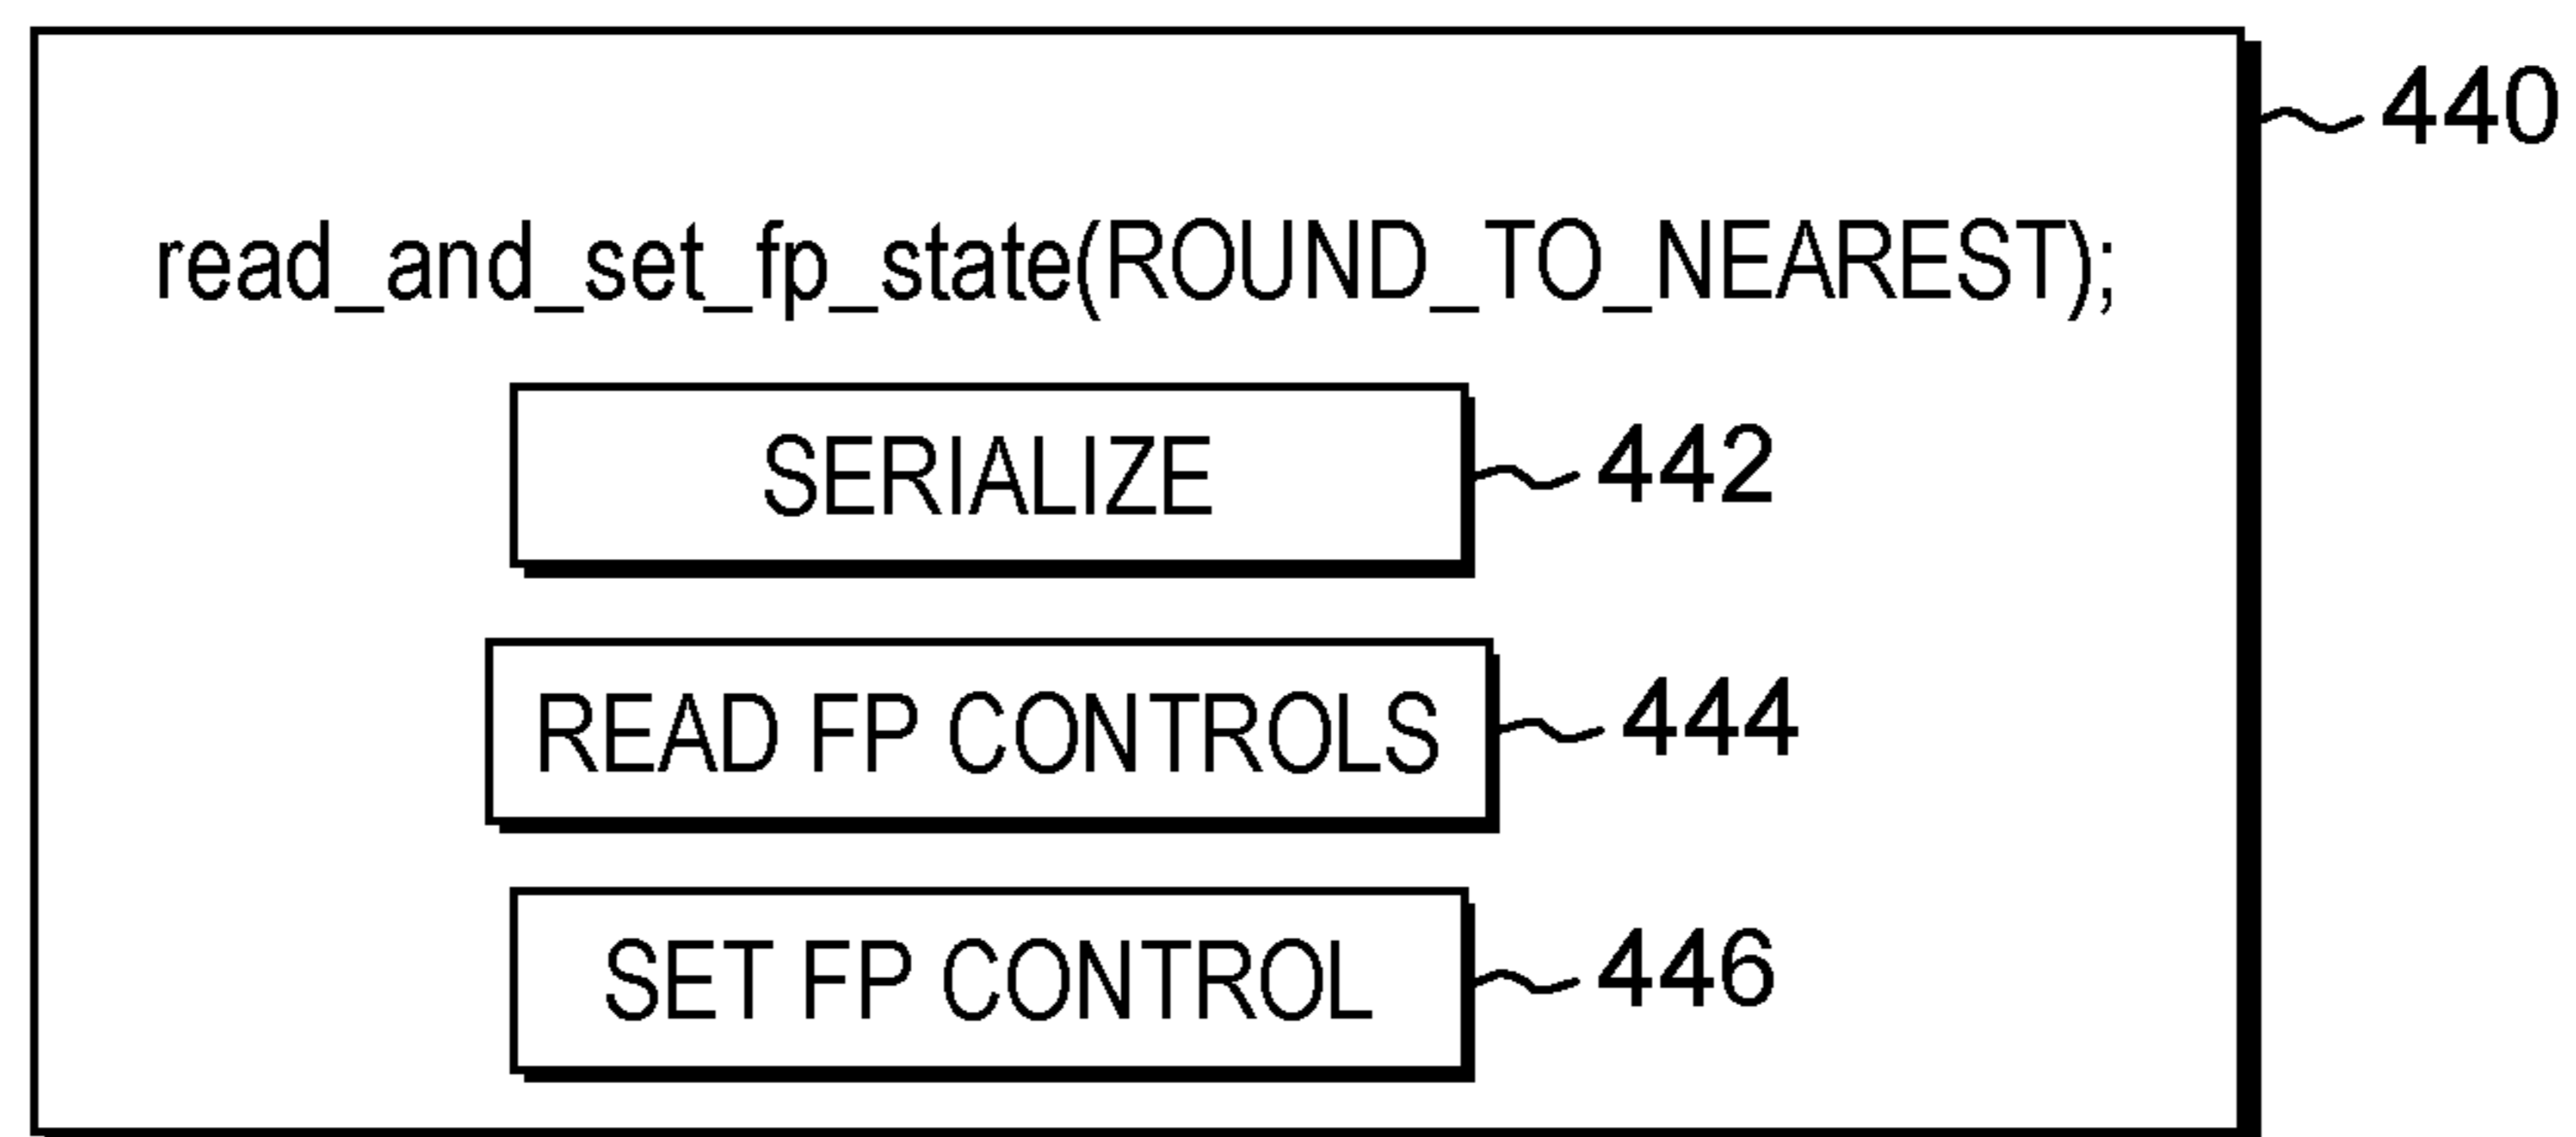 440
read_and_set_fp_state(ROUND_TO_NEAREST);
SERIALIZE 442
READ FP CONTROLS 444
SET FP CONTROL 446